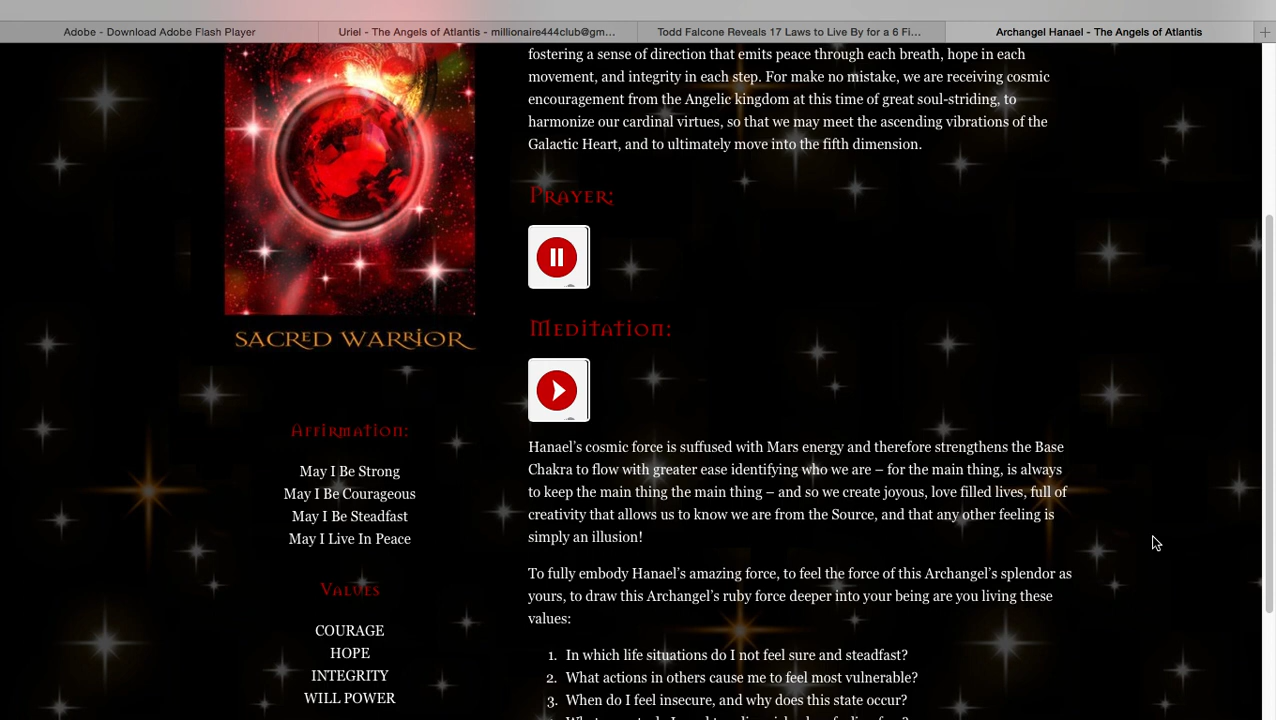 Adobe - Download Adobe Flash Player
Uriel - The Angels of Atlantis - millionaire444club@gm...
Todd Falcone Reveals 17 Laws to Live By for a 6 Fi...
Archangel Hanael - The Angels of Atlantis
SACRED WARRIOR
AFFIRMATION:
May I Be Strong
May I Be Courageous
May I Be Steadfast
May I Live In Peace
VALUES
COURAGE
HOPE
INTEGRITY
WILL POWER
fostering a sense of direction that emits peace through each breath, hope in each
movement, and integrity in each step. For make no mistake, we are receiving cosmic
encouragement from the Angelic kingdom at this time of great soul-striding, to
harmonize our cardinal virtues, so that we may meet the ascending vibrations of the
Galactic Heart, and to ultimately move into the fifth dimension.
PRAYER:
MEDITATION:
Hanael’s cosmic force is suffused with Mars energy and therefore strengthens the Base
Chakra to flow with greater ease identifying who we are – for the main thing, is always
to keep the main thing the main thing – and so we create joyous, love filled lives, full of
creativity that allows us to know we are from the Source, and that any other feeling is
simply an illusion!
To fully embody Hanael’s amazing force, to feel the force of this Archangel’s splendor as
yours, to draw this Archangel’s ruby force deeper into your being are you living these
values:
1. In which life situations do I not feel sure and steadfast?
2. What actions in others cause me to feel most vulnerable?
3. When do I feel insecure, and why does this state occur?